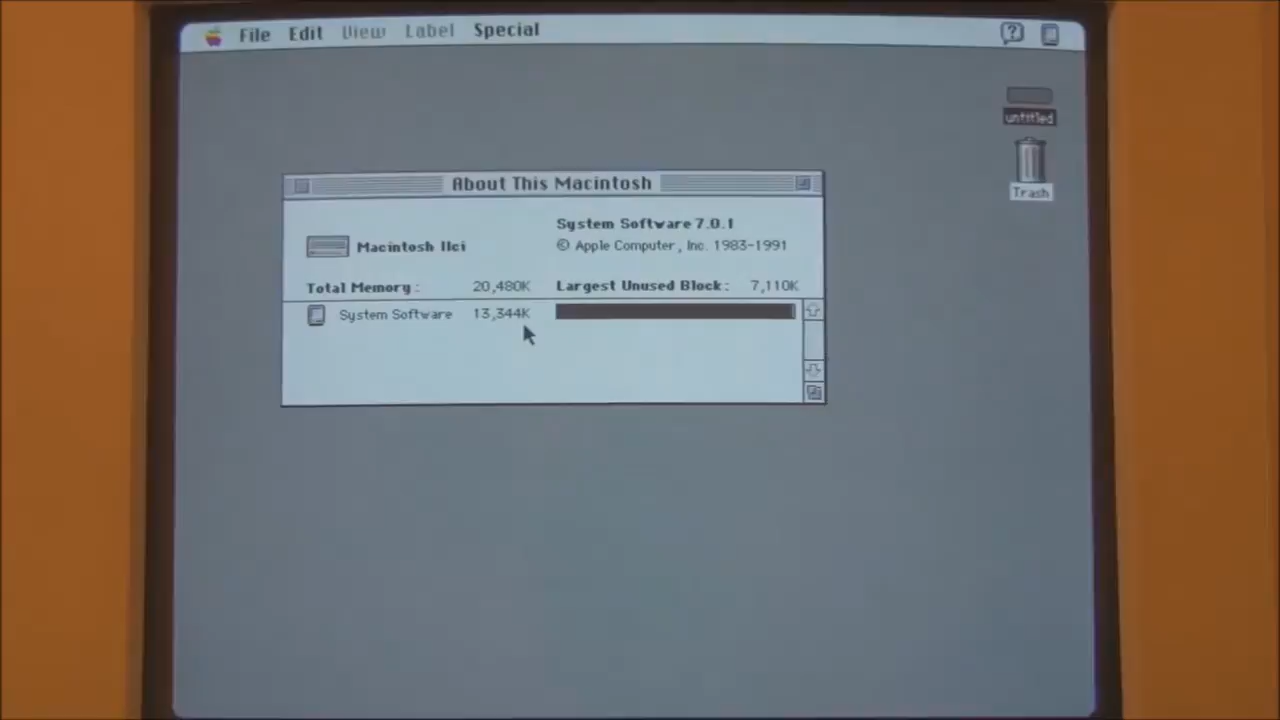 File Edit View Label Special
untitled
Trash
About This Macintosh
System Software 7.0.1
Macintosh IIci
© Apple Computer, Inc. 1983-1991
Total Memory : 20,480K Largest Unused Block : 7,110K
System Software 13,344K